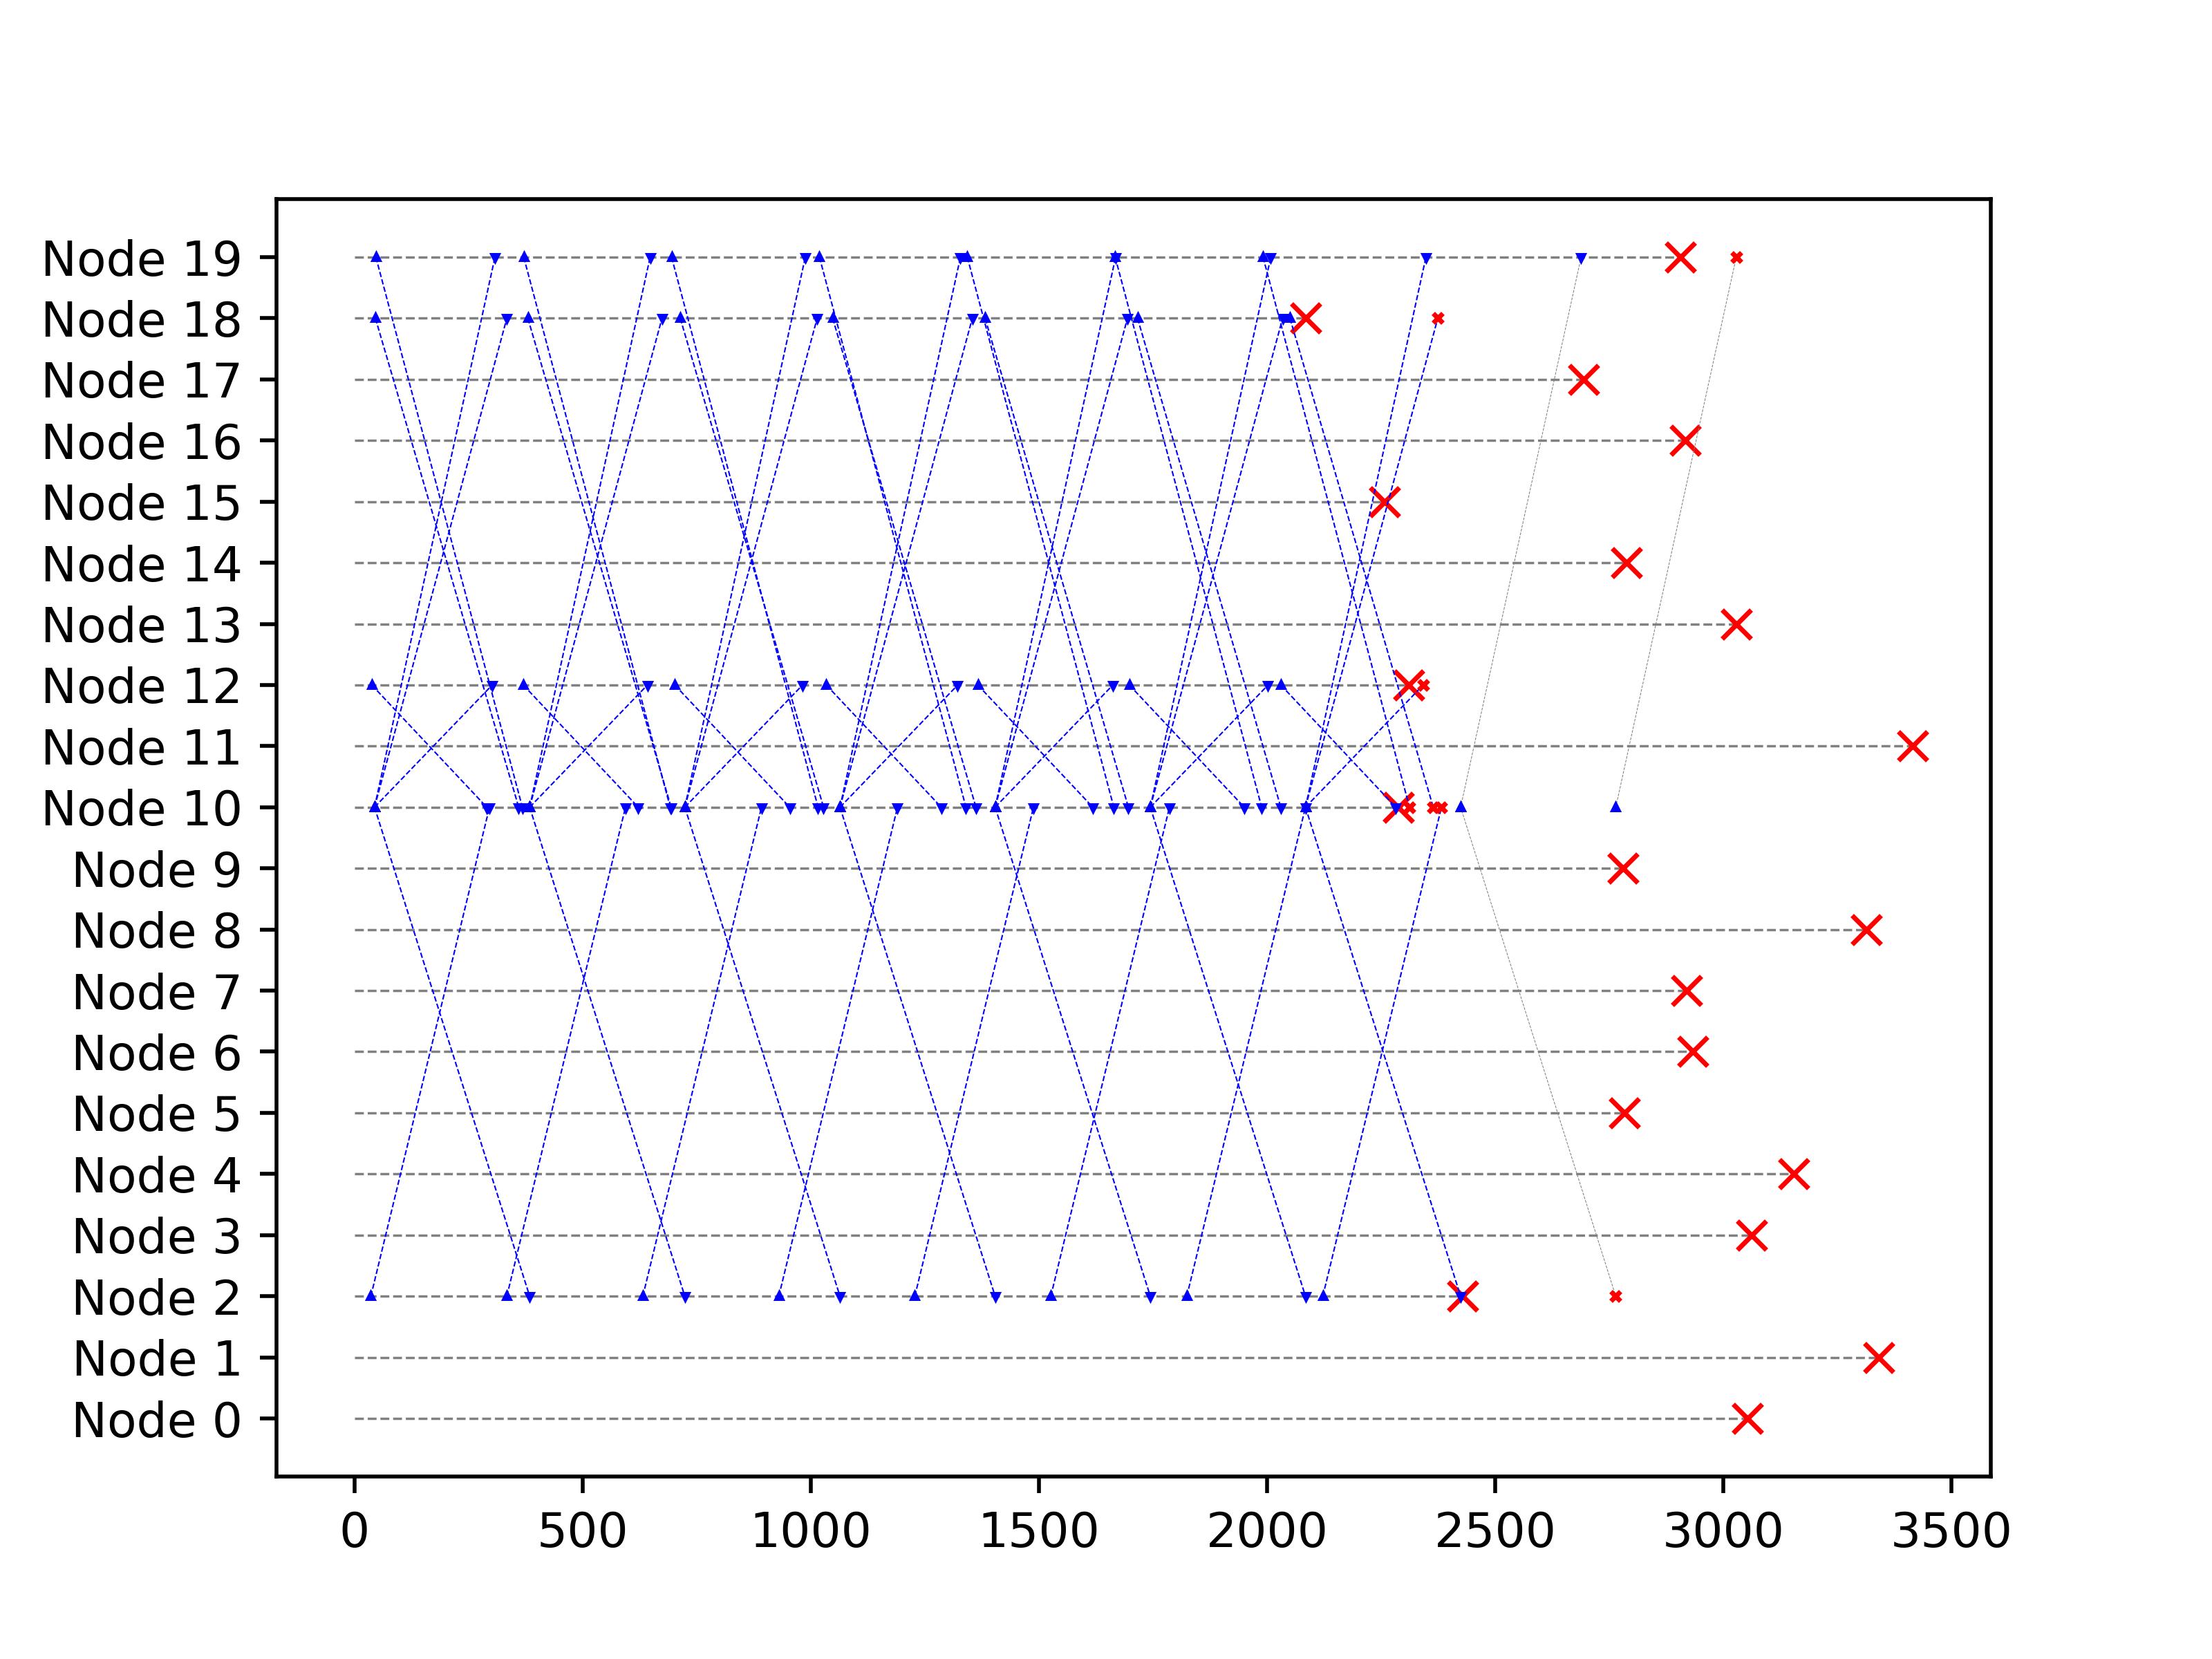 Node 19
Node 18
Node 17
Node 16
Node 15
Node 14
Node 13
Node 12
Node 11
Node 10
Node 9
Node 8
Node 7
Node 6
Node 5
Node 4
Node 3
Node 2
Node 1
Node 0
0 500 1000 1500 2000 2500 3000 3500